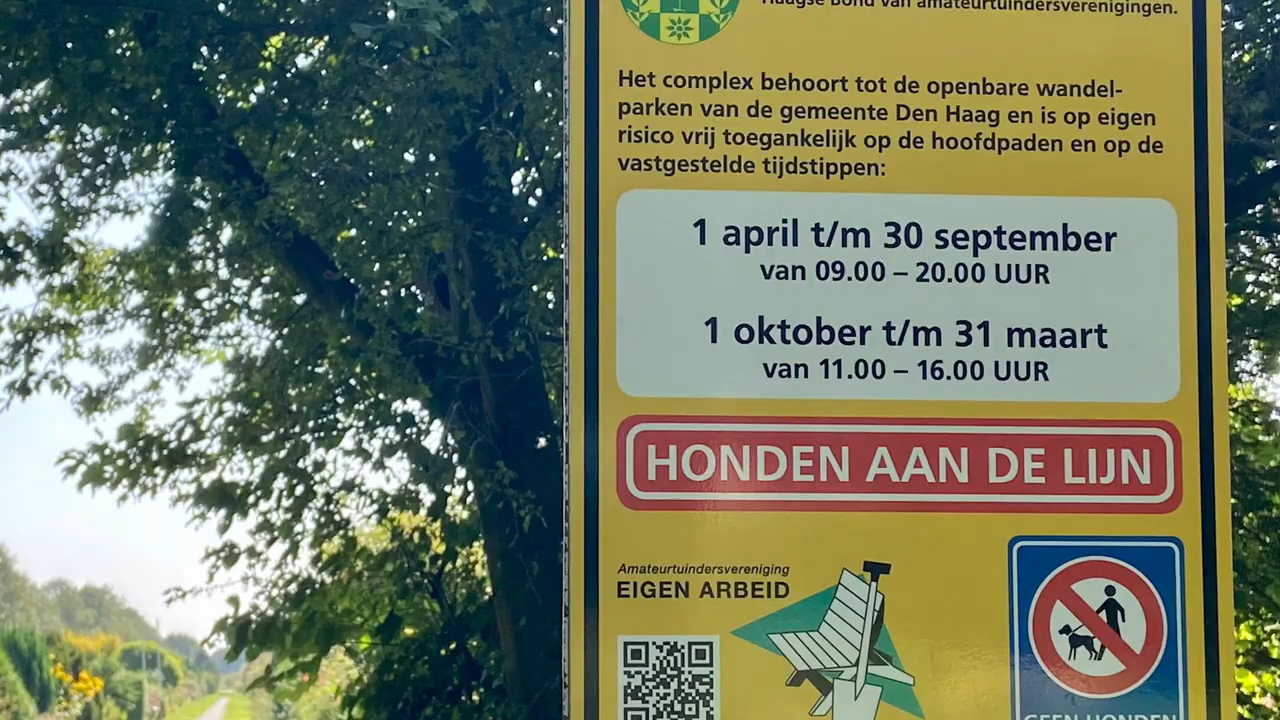 Haagse Bond van amateurtuindersverenigingen.
Het complex behoort tot de openbare wandel-
parken van de gemeente Den Haag en is op eigen
risico vrij toegankelijk op de hoofdpaden en op de
vastgestelde tijdstippen:
1 april t/m 30 september
van 09.00 – 20.00 UUR
1 oktober t/m 31 maart
van 11.00 – 16.00 UUR
HONDEN AAN DE LIJN
Amateurtuindersvereniging
EIGEN ARBEID
GEEN HONDEN